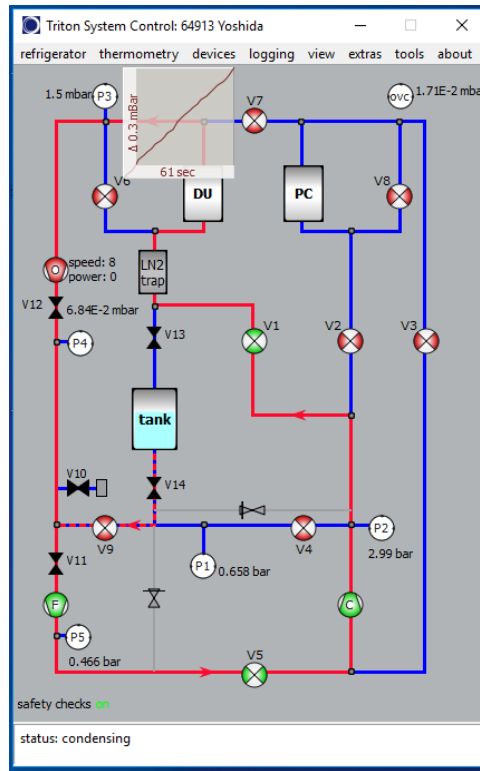 Triton System Control: 64913 Yoshida
refrigerator thermometry devices logging view extras tools about
1.5 mbar P3
Δ 0.3 mBar
61 sec
V7
ovc 1.71E-2 mba
V6
DU
PC
V8
speed: 8
power: 0
LN2
trap
V12
6.84E-2 mbar
P4
V13
V1
V2
V3
tank
V10
V14
V9
P1
0.658 bar
V4
P2
2.99 bar
V11
F
C
P5
0.466 bar
V5
safety checks on
status: condensing